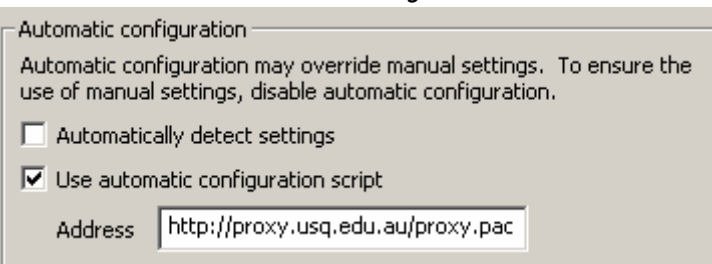 Automatic configuration
Automatic configuration may override manual settings.  To ensure the
use of manual settings, disable automatic configuration.
Automatically detect settings
Use automatic configuration script
Address http://proxy.usq.edu.au/proxy.pac